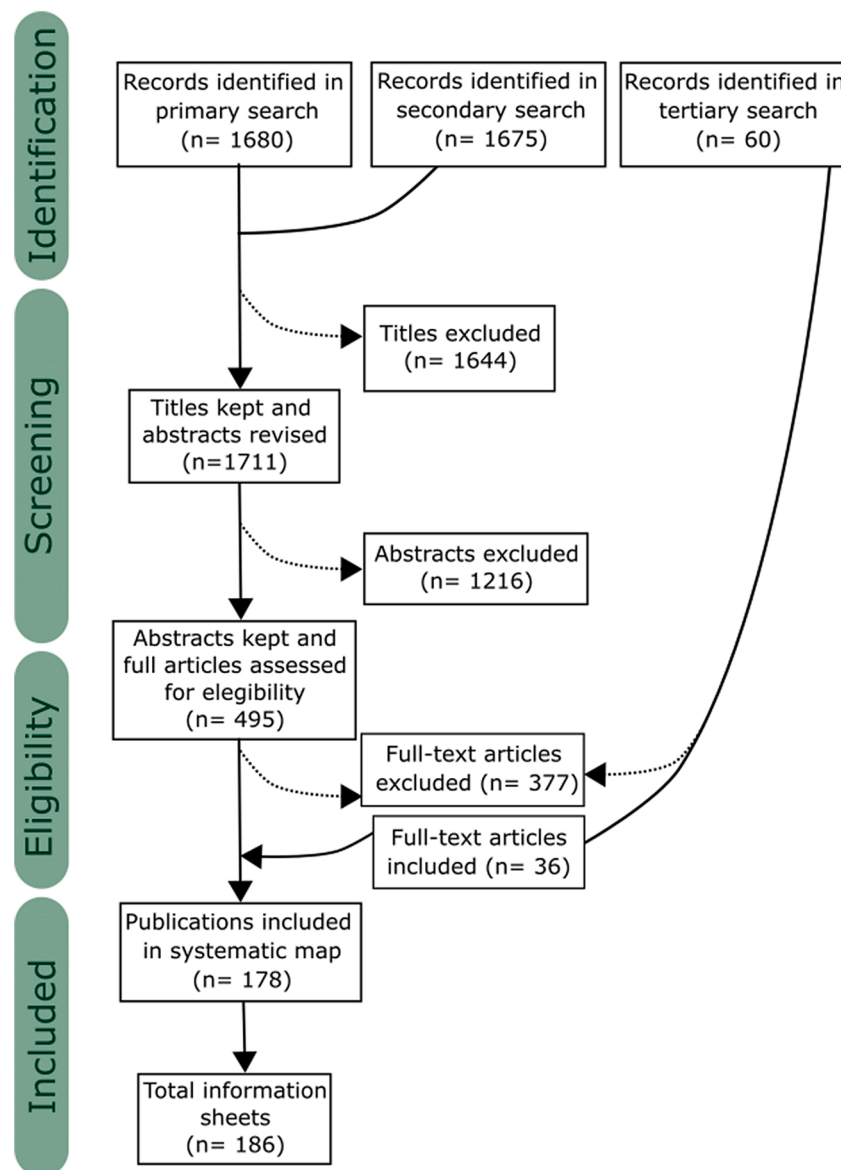 Identification
Records identified in
primary search
(n= 1680)
Records identified in
secondary search
(n= 1675)
Records identified in
tertiary search
(n= 60)
Screening
Titles excluded
(n= 1644)
Titles kept and
abstracts revised
(n=1711)
Abstracts excluded
(n= 1216)
Abstracts kept and
full articles assessed
for elegibility
(n= 495)
Eligibility
Full-text articles
excluded (n= 377)
Full-text articles
included (n= 36)
Included
Publications included
in systematic map
(n= 178)
Total information
sheets
(n= 186)